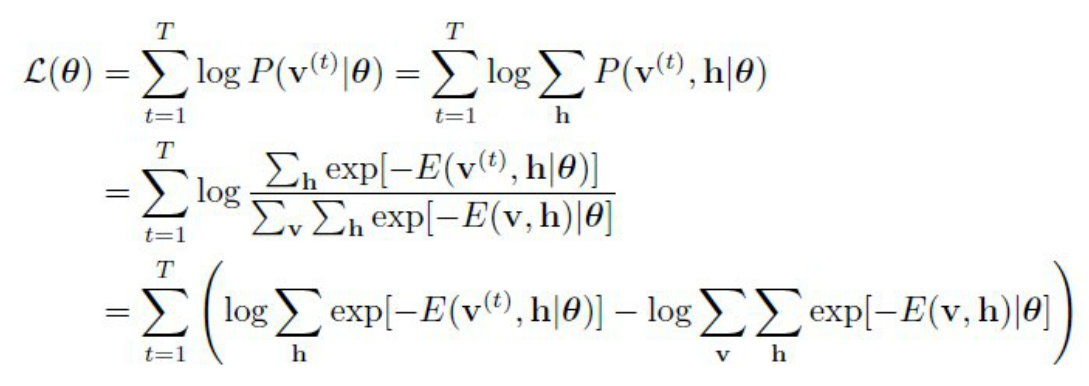 $\mathcal{L}(\boldsymbol{\theta}) = \sum_{t=1}^{T} \log P(\mathbf{v}^{(t)}|\boldsymbol{\theta}) = \sum_{t=1}^{T} \log \sum_{\mathbf{h}} P(\mathbf{v}^{(t)}, \mathbf{h}|\boldsymbol{\theta})$
$= \sum_{t=1}^{T} \log \frac{\sum_{\mathbf{h}} \exp[-E(\mathbf{v}^{(t)}, \mathbf{h}|\boldsymbol{\theta})]}{\sum_{\mathbf{v}} \sum_{\mathbf{h}} \exp[-E(\mathbf{v}, \mathbf{h})|\boldsymbol{\theta}]}$
$= \sum_{t=1}^{T} \left( \log \sum_{\mathbf{h}} \exp[-E(\mathbf{v}^{(t)}, \mathbf{h}|\boldsymbol{\theta})] - \log \sum_{\mathbf{v}} \sum_{\mathbf{h}} \exp[-E(\mathbf{v}, \mathbf{h})|\boldsymbol{\theta}] \right)$